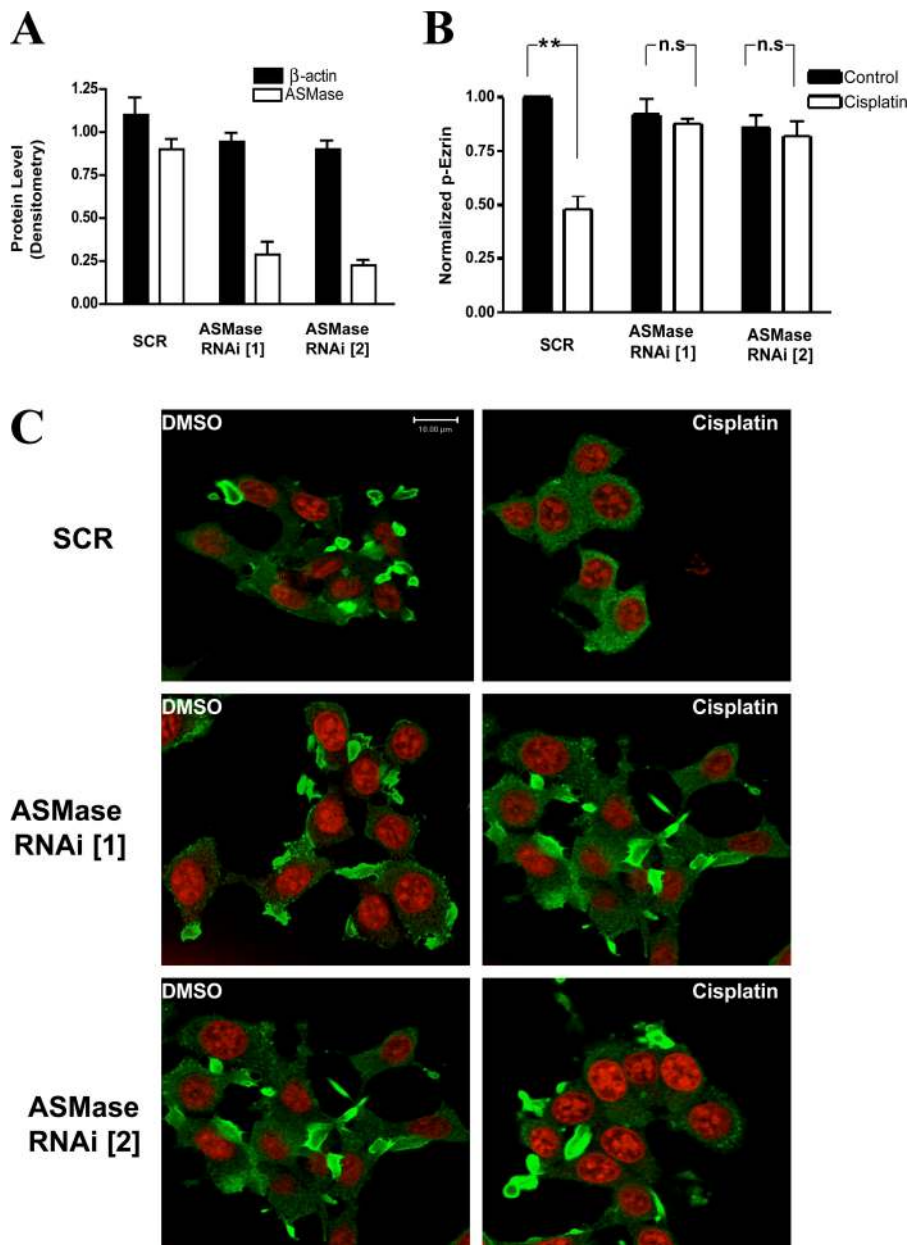 A
β-actin
ASMase
Protein Level
(Densitometry)
1.25
1.00
0.75
0.50
0.25
0.00
SCR
ASMase
RNAi [1]
ASMase
RNAi [2]
B
**
n.s
n.s
Control
Cisplatin
Normalized p-Ezrin
1.00
0.75
0.50
0.25
0.00
SCR
ASMase
RNAi [1]
ASMase
RNAi [2]
C
DMSO
10.00 µm
Cisplatin
SCR
DMSO
Cisplatin
ASMase
RNAi [1]
DMSO
Cisplatin
ASMase
RNAi [2]